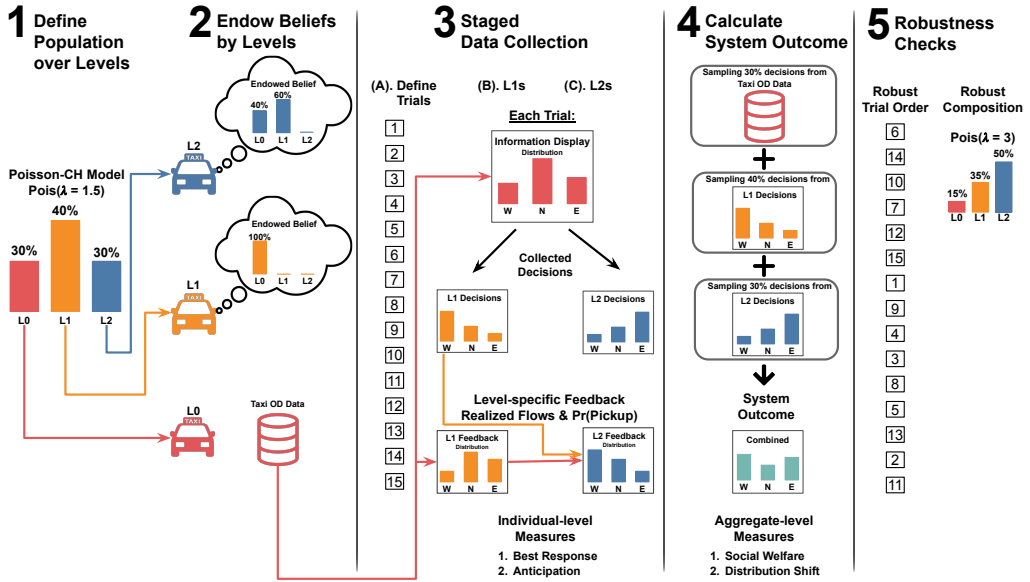 1 Define
Population
over Levels
Poisson-CH Model
Pois(λ = 1.5)
30%
40%
30%
L0
L1
L2
2 Endow Beliefs
by Levels
Endowed Belief
40%
60%
L0
L1
L2
L2
TAXI
Endowed Belief
100%
L0
L1
L2
L1
TAXI
L0
TAXI
Taxi OD Data
3 Staged
Data Collection
(A). Define
Trials
(B). L1s
(C). L2s
1
2
3
4
5
6
7
8
9
10
11
12
13
14
15
Each Trial:
Information Display
Distribution
W
N
E
Collected
Decisions
L1 Decisions
W
N
E
L2 Decisions
W
N
E
Level-specific Feedback
Realized Flows & Pr(Pickup)
L1 Feedback
Distribution
W
N
E
L2 Feedback
Distribution
W
N
E
Individual-level
Measures
1. Best Response
2. Anticipation
4 Calculate
System Outcome
Sampling 30% decisions from
Taxi OD Data
Sampling 40% decisions from
L1 Decisions
W
N
E
Sampling 30% decisions from
L2 Decisions
W
N
E
System
Outcome
Combined
W
N
E
Aggregate-level
Measures
1. Social Welfare
2. Distribution Shift
5 Robustness
Checks
Robust
Trial Order
6
14
10
7
12
15
1
9
4
3
8
5
13
2
11
Robust
Composition
Pois(λ = 3)
15%
35%
50%
L0
L1
L2